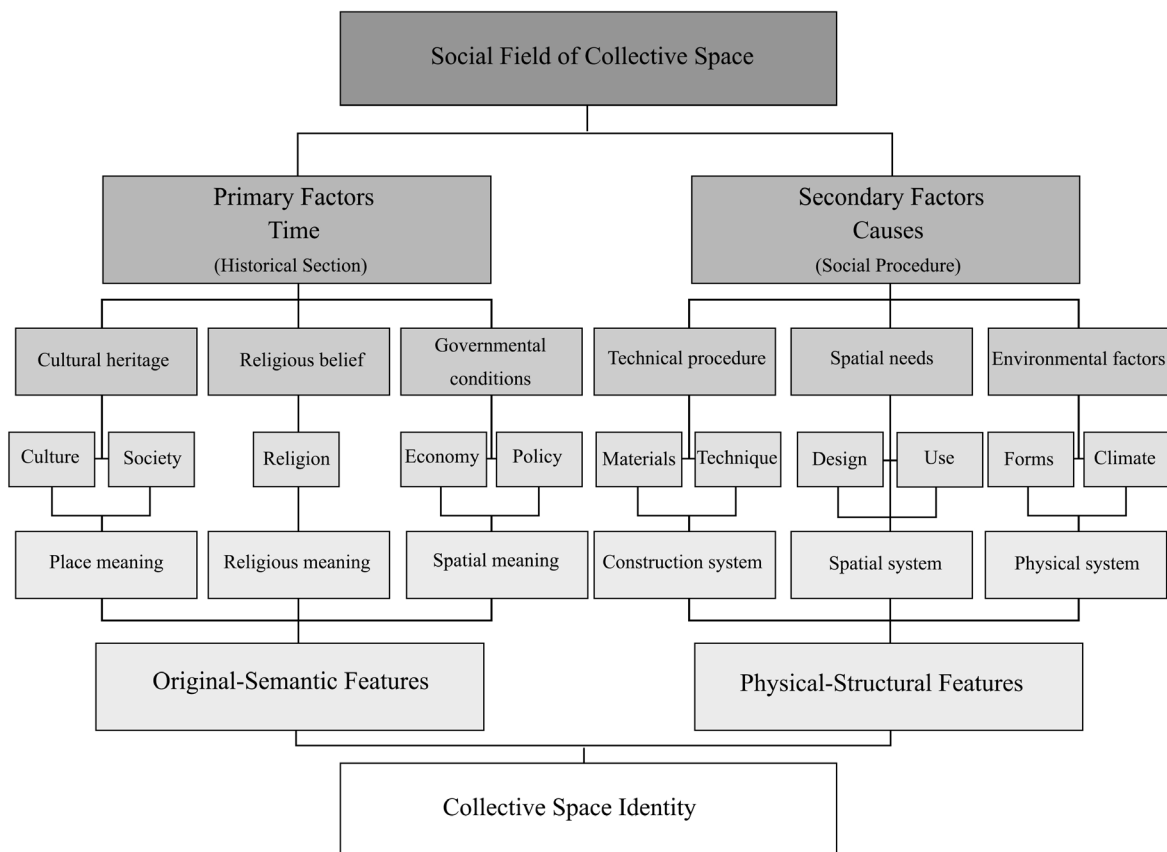 Social Field of Collective Space
Primary Factors
Time
(Historical Section)
Secondary Factors
Causes
(Social Procedure)
Cultural heritage
Religious belief
Governmental
conditions
Technical procedure
Spatial needs
Environmental factors
Culture
Society
Religion
Economy
Policy
Materials
Technique
Design
Use
Forms
Climate
Place meaning
Religious meaning
Spatial meaning
Construction system
Spatial system
Physical system
Original-Semantic Features
Physical-Structural Features
Collective Space Identity